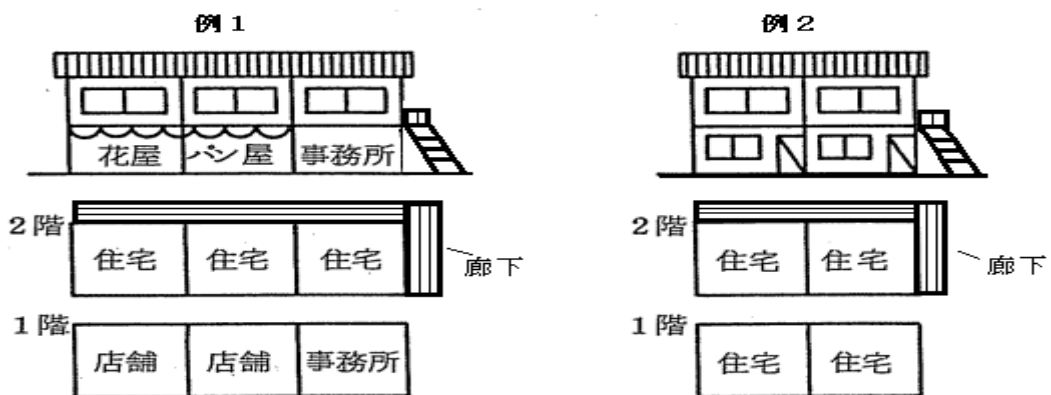 例１
花屋 パン屋 事務所
２階
住宅 住宅 住宅
廊下
１階
店舗 店舗 事務所
例２
２階
住宅 住宅
廊下
１階
住宅 住宅